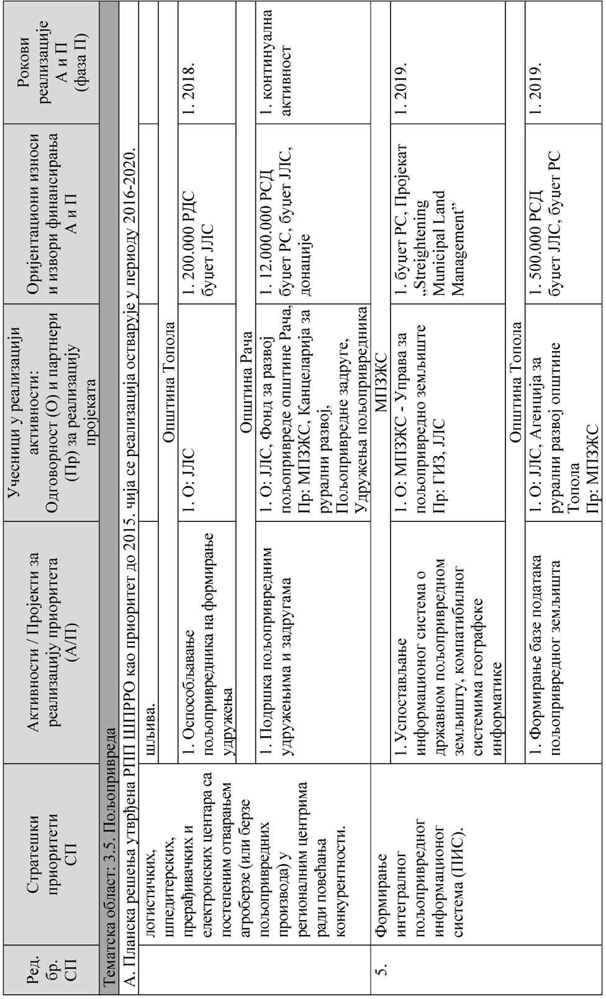 Ред.
бр.
СП
Стратешки
приоритети
СП
Активности / Пројекти за
реализацију приоритета
(А/П)
Учесници у реализацији
активности:
Одговорност (О) и партнери
(Пр) за реализацију
пројеката
Оријентациони износи
и извори финансирања
А и П
Рокови
реализације
А и П
(фаза П)
Тематска област: 3.5. Пољопривреда
А. Планска решења утврђена РПП ШПРРО као приоритет до 2015. чија се реализација остварује у периоду 2016-2020.
логистичких,
шпедитерских,
прерађивачких и
електронских центара са
постепеним отварањем
агроберзе (или берзе
пољопривредних
производа) у
регионалним центрима
ради повећања
конкурентности.
шљива.
Општина Топола
1. Оспособљавање
пољопривредника на формирање
удружења
1. О: ЈЛС
1. 200.000 РДС
буџет ЈЛС
1. 2018.
Општина Рача
1. Подршка пољопривредним
удружењима и задругама
1. О: ЈЛС, Фонд за развој
пољопривреде општине Рача,
Пр: МПЗЖС, Канцеларија за
рурални развој,
Пољопривредне задруге,
Удружења пољопривредника
1. 12.000.000 РСД
буџет РС, буџет ЈЛС,
донације
1. континуална
активност
5.
Формирање
интегралног
пољопривредног
информационог
система (ПИС).
МПЗЖС
1. Успостављање
информационог система о
државном пољопривредном
земљишту, компатибилног
системима географске
информатике
1. О: МПЗЖС - Управа за
пољопривредно земљиште
Пр: ГИЗ, ЈЛС
1. буџет РС, Пројекат
„Streightening
Municipal Land
Management”
1. 2019.
Општина Топола
1. Формирање базе података
пољопривредног земљишта
1. О: ЈЛС, Агенција за
рурални развој општине
Топола
Пр: МПЗЖС
1. 500.000 РСД
буџет ЈЛС, буџет РС
1. 2019.